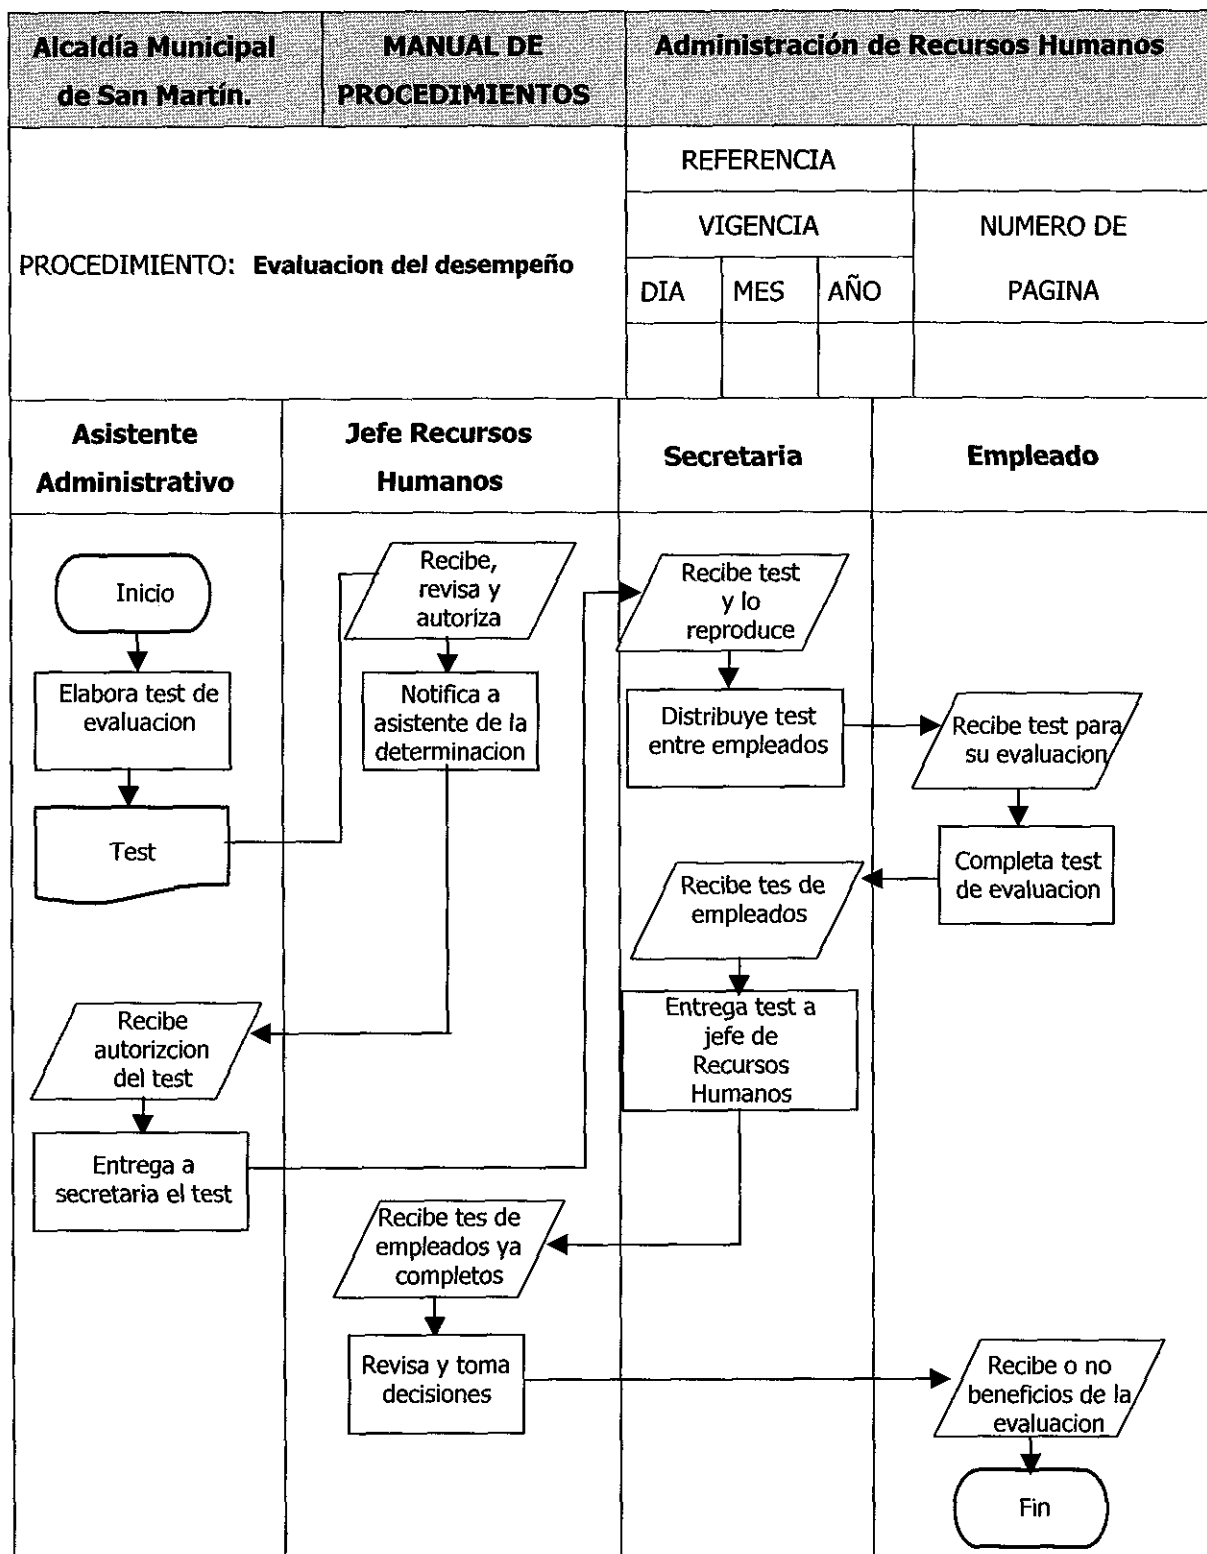 Alcaldía Municipal
de San Martín.
MANUAL DE
PROCEDIMIENTOS
Administración de Recursos Humanos
PROCEDIMIENTO: Evaluacion del desempeño
REFERENCIA
VIGENCIA
NUMERO DE
PAGINA
DIA
MES
AÑO
Asistente
Administrativo
Jefe Recursos
Humanos
Secretaria
Empleado
Inicio
Elabora test de
evaluacion
Test
Recibe,
revisa y
autoriza
Notifica a
asistente de la
determinacion
Recibe
autorizcion
del test
Entrega a
secretaria el test
Recibe test
y lo
reproduce
Distribuye test
entre empleados
Recibe test para
su evaluacion
Completa test
de evaluacion
Recibe tes de
empleados
Entrega test a
jefe de
Recursos
Humanos
Recibe tes de
empleados ya
completos
Revisa y toma
decisiones
Recibe o no
beneficios de la
evaluacion
Fin